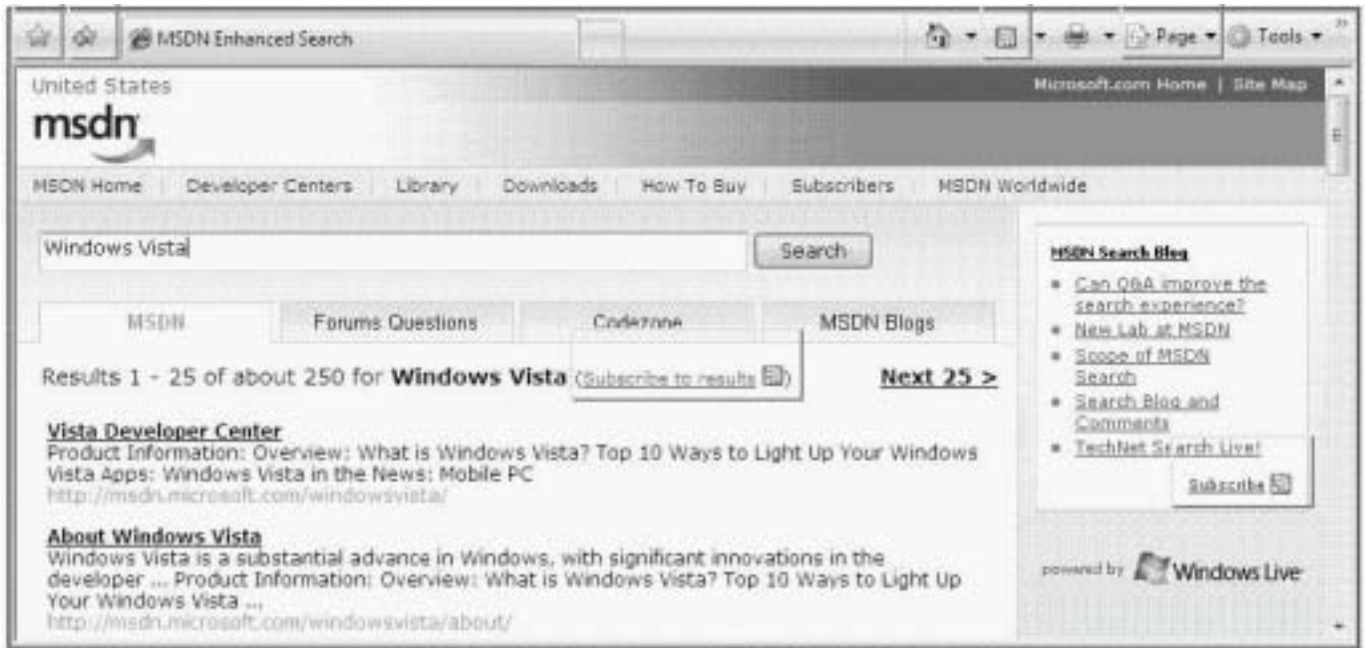 MSDN Enhanced Search
Page
Tools
United States
Microsoft.com Home | Site Map
msdn
MSDN Home | Developer Centers | Library | Downloads | How To Buy | Subscribers | MSDN Worldwide
Windows Vista
Search
MSDN
Forums Questions
Codezone
MSDN Blogs
Results 1 - 25 of about 250 for Windows Vista (Subscribe to results)
Next 25 >
Vista Developer Center
Product Information: Overview: What is Windows Vista? Top 10 Ways to Light Up Your Windows
Vista Apps: Windows Vista in the News: Mobile PC
http://msdn.microsoft.com/windowsvista/
About Windows Vista
Windows Vista is a substantial advance in Windows, with significant innovations in the
developer ... Product Information: Overview: What is Windows Vista? Top 10 Ways to Light Up
Your Windows Vista ...
http://msdn.microsoft.com/windowsvista/about/
MSDN Search Blog
Can Q&A improve the
search experience?
New Lab at MSDN
Scope of MSDN
Search
Search Blog and
Comments
TechNet Search Live!
Subscribe
powered by Windows Live